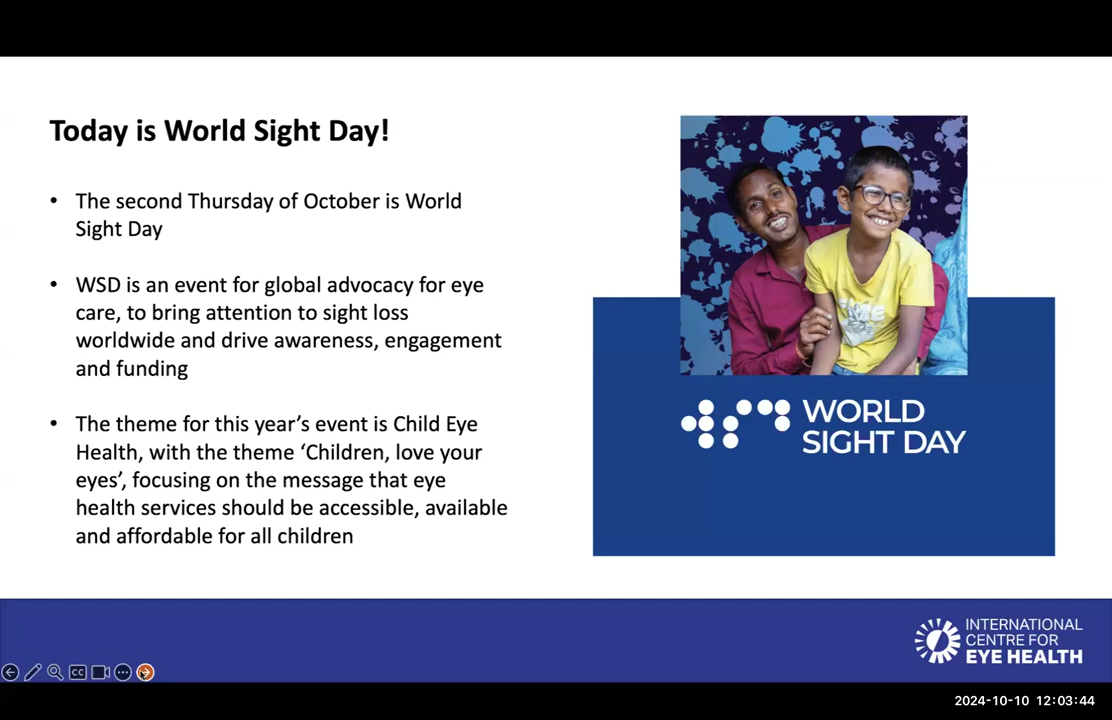 Today is World Sight Day!
• The second Thursday of October is World
Sight Day
• WSD is an event for global advocacy for eye
care, to bring attention to sight loss
worldwide and drive awareness, engagement
and funding
• The theme for this year’s event is Child Eye
Health, with the theme ‘Children, love your
eyes’, focusing on the message that eye
health services should be accessible, available
and affordable for all children
WORLD
SIGHT DAY
INTERNATIONAL
CENTRE FOR
EYE HEALTH
CC
2024-10-10 12:03:44